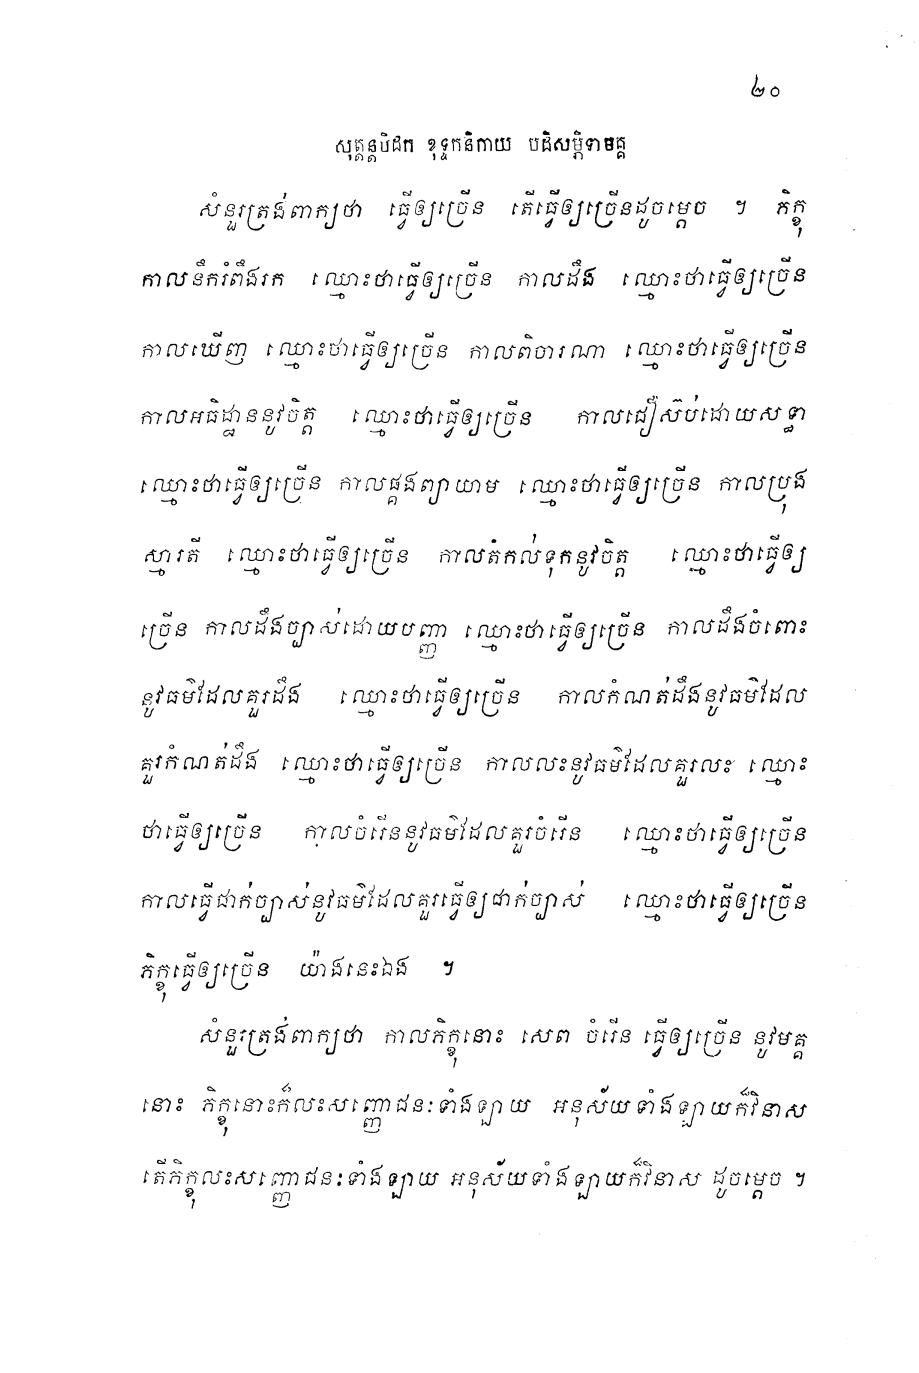 ២០
សុត្តន្តបិដក ខុទ្ទកនិកាយ បដិសម្ភិទាមគ្គ
សំនួរត្រង់ពាក្យថា ធ្វើឲ្យច្រើន តើធ្វើឲ្យច្រើនដូចម្តេច ។ ភិក្ខុ
កាលនឹករំពឹងរក ឈ្មោះថាធ្វើឲ្យច្រើន កាលដឹង ឈ្មោះថាធ្វើឲ្យច្រើន
កាលឃើញ ឈ្មោះថាធ្វើឲ្យច្រើន កាលពិចារណា ឈ្មោះថាធ្វើឲ្យច្រើន
កាលអធិដ្ឋាននូវចិត្ត ឈ្មោះថាធ្វើឲ្យច្រើន កាលជឿស៊ប់ដោយសទ្ធា
ឈ្មោះថាធ្វើឲ្យច្រើន កាលផ្គងព្យាយាម ឈ្មោះថាធ្វើឲ្យច្រើន កាលប្រុង
ស្មារតី ឈ្មោះថាធ្វើឲ្យច្រើន កាលតំកល់ទុកនូវចិត្ត ឈ្មោះថាធ្វើឲ្យ
ច្រើន កាលដឹងច្បាស់ដោយបញ្ញា ឈ្មោះថាធ្វើឲ្យច្រើន កាលដឹងចំពោះ
នូវធម៌ដែលគួរដឹង ឈ្មោះថាធ្វើឲ្យច្រើន កាលកំណត់ដឹងនូវធម៌ដែល
គួរកំណត់ដឹង ឈ្មោះថាធ្វើឲ្យច្រើន កាលលះនូវធម៌ដែលគួរលះ ឈ្មោះ
ថាធ្វើឲ្យច្រើន កាលចំរើននូវធម៌ដែលគួរចំរើន ឈ្មោះថាធ្វើឲ្យច្រើន
កាលធ្វើជាក់ច្បាស់នូវធម៌ដែលគួរធ្វើឲ្យជាក់ច្បាស់ ឈ្មោះថាធ្វើឲ្យច្រើន
ភិក្ខុធ្វើឲ្យច្រើន យ៉ាងនេះឯង ។
សំនួរត្រង់ពាក្យថា កាលភិក្ខុនោះ សេព ចំរើន ធ្វើឲ្យច្រើន នូវមគ្គ
នោះ ភិក្ខុនោះក៏លះសញ្ញោជនៈទាំងឡាយ អនុស័យទាំងឡាយក៏វិនាស
តើភិក្ខុលះសញ្ញោជនៈទាំងឡាយ អនុស័យទាំងឡាយក៏វិនាស ដូចម្តេច ។